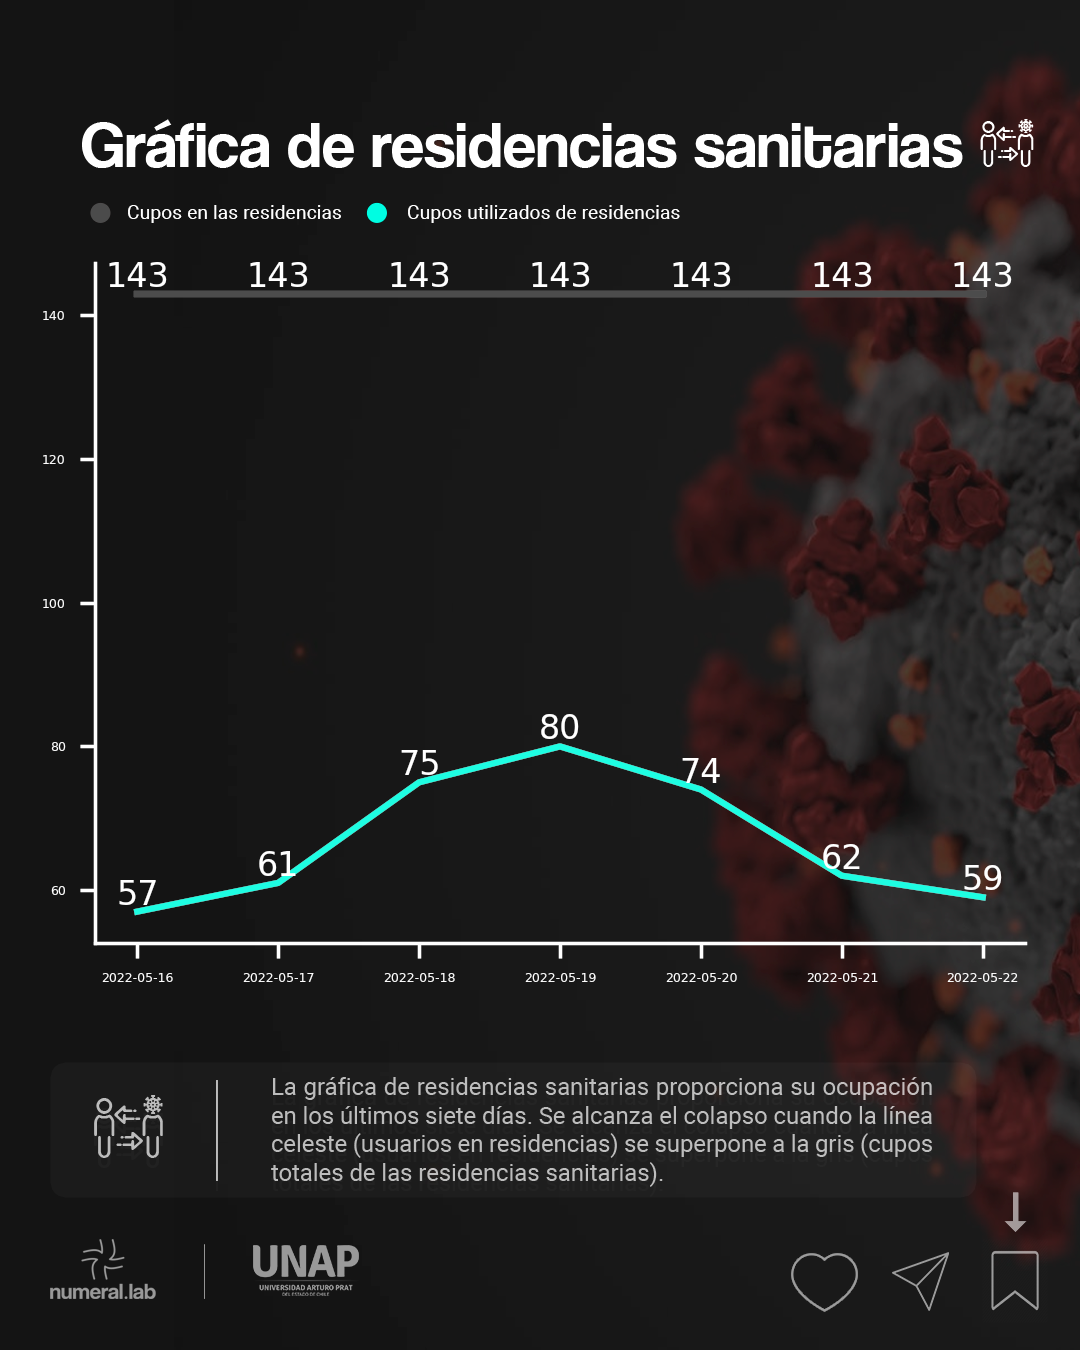 Gráfica de residencias sanitarias
Cupos en las residencias Cupos utilizados de residencias
143 143 143 143 143 143 143
140
120
100
80
60
57 61 75 80 74 62 59
2022-05-16 2022-05-17 2022-05-18 2022-05-19 2022-05-20 2022-05-21 2022-05-22
La gráfica de residencias sanitarias proporciona su ocupación
en los últimos siete días. Se alcanza el colapso cuando la línea
celeste (usuarios en residencias) se superpone a la gris (cupos
totales de las residencias sanitarias).
numeral.lab
UNAP
UNIVERSIDAD ARTURO PRAT
DEL ESTADO DE CHILE